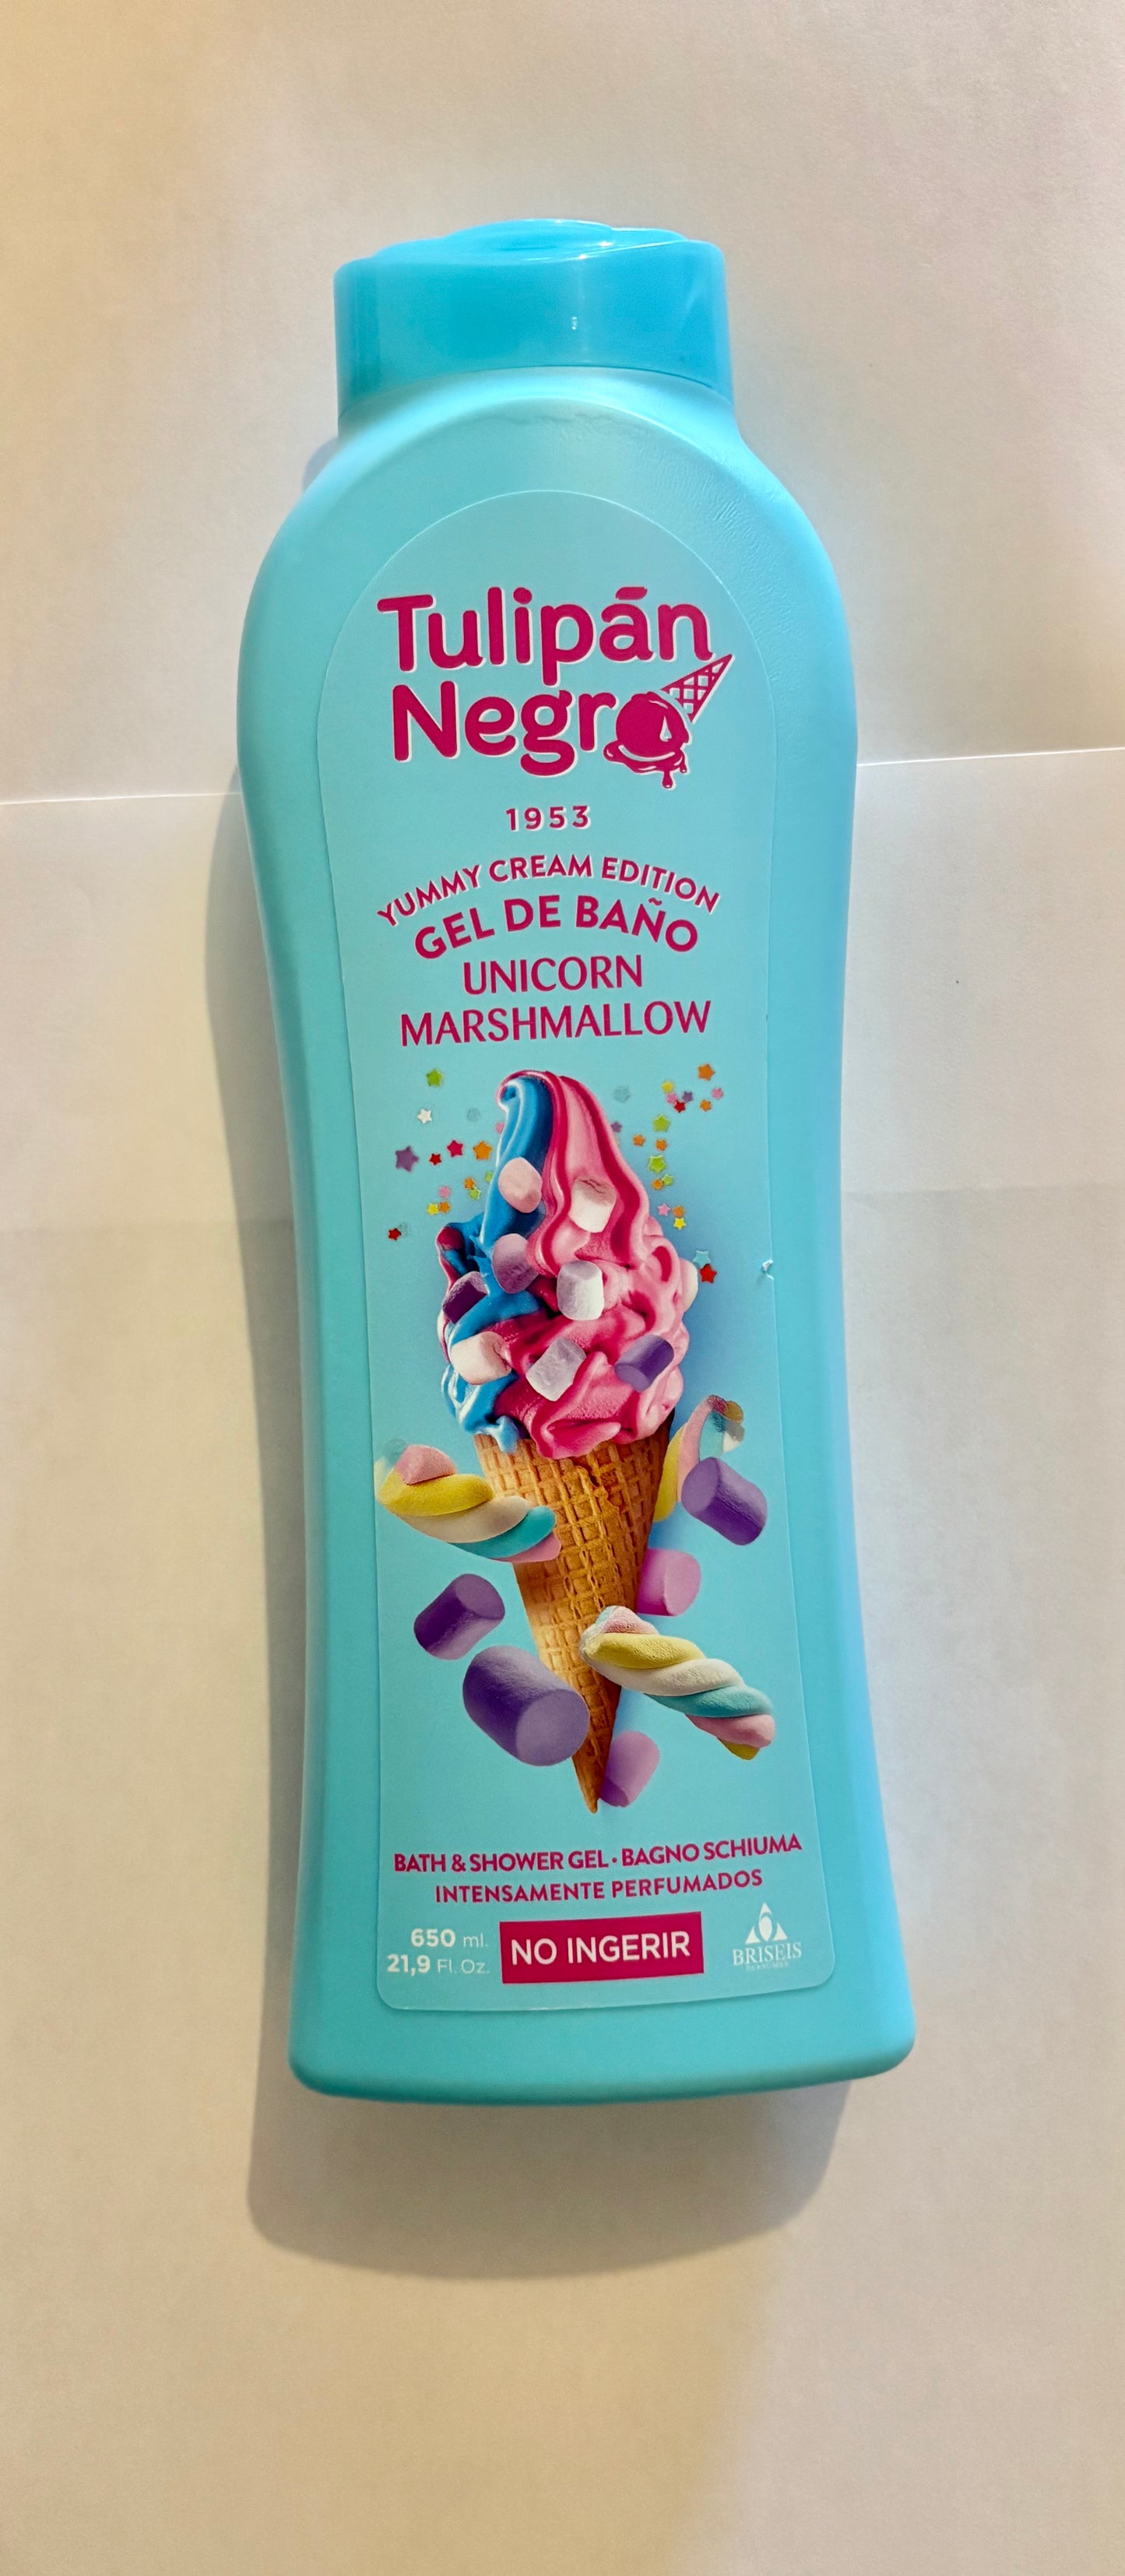 Tulipán
Negro
1953
YUMMY CREAM EDITION
GEL DE BAÑO
UNICORN
MARSHMALLOW
BATH & SHOWER GEL · BAGNO SCHIUMA
INTENSAMENTE PERFUMADOS
650 ml.
21,9 Fl. Oz.
NO INGERIR
BRISEIS